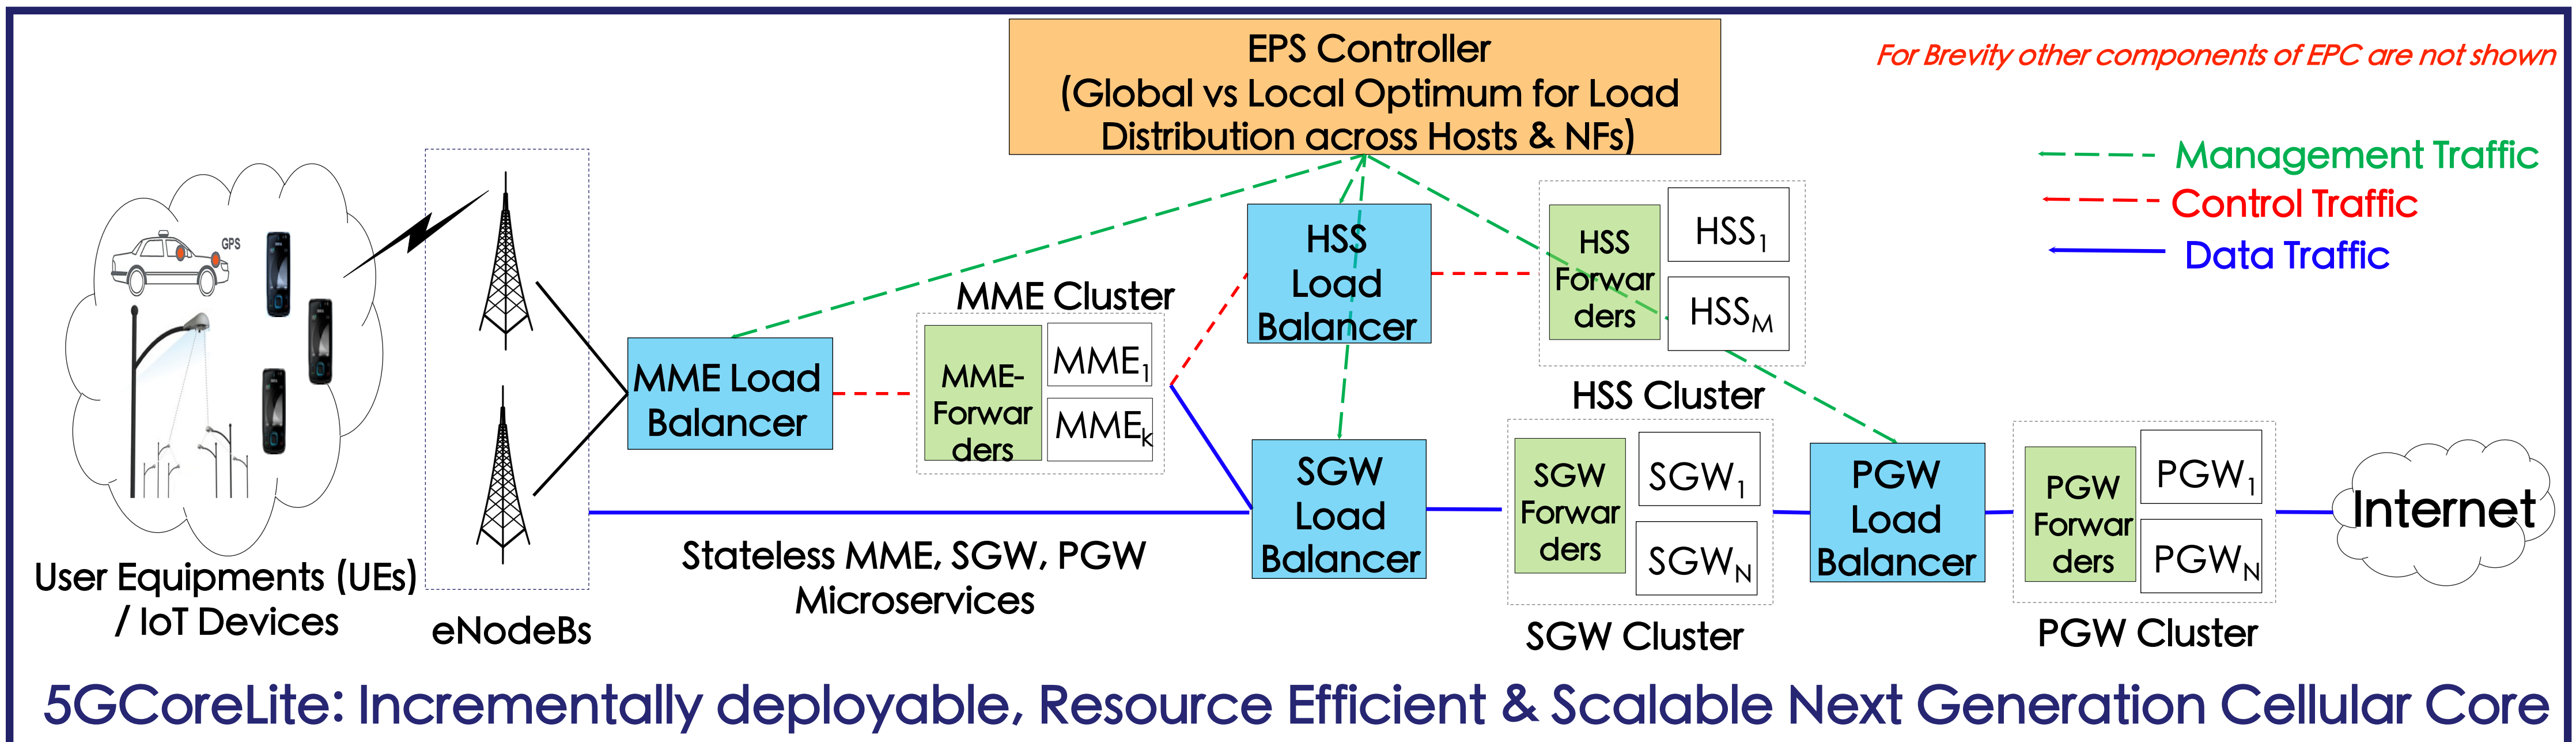 EPS Controller
(Global vs Local Optimum for Load
Distribution across Hosts & NFs)
For Brevity other components of EPC are not shown
Management Traffic
Control Traffic
Data Traffic
GPS
User Equipments (UEs)
/ IoT Devices
eNodeBs
MME Load
Balancer
MME Cluster
MME-
Forwar
ders
MME1
MMEk
HSS
Load
Balancer
HSS
Forwar
ders
HSS1
HSSM
HSS Cluster
Stateless MME, SGW, PGW
Microservices
SGW
Load
Balancer
SGW
Forwar
ders
SGW1
SGWN
SGW Cluster
PGW
Load
Balancer
PGW
Forwar
ders
PGW1
PGWN
PGW Cluster
Internet
5GCoreLite: Incrementally deployable, Resource Efficient & Scalable Next Generation Cellular Core